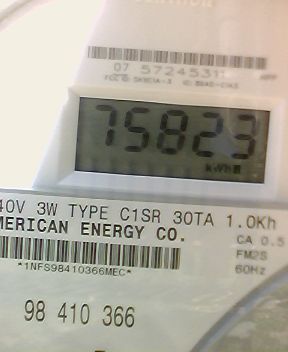 07 5724531
75823
kWh
40V 3W TYPE C1SR 30TA 1.0Kh
MERICAN ENERGY CO.
CA 0.5
FM2S
60Hz
*1NFS98410366MEC*
98 410 366